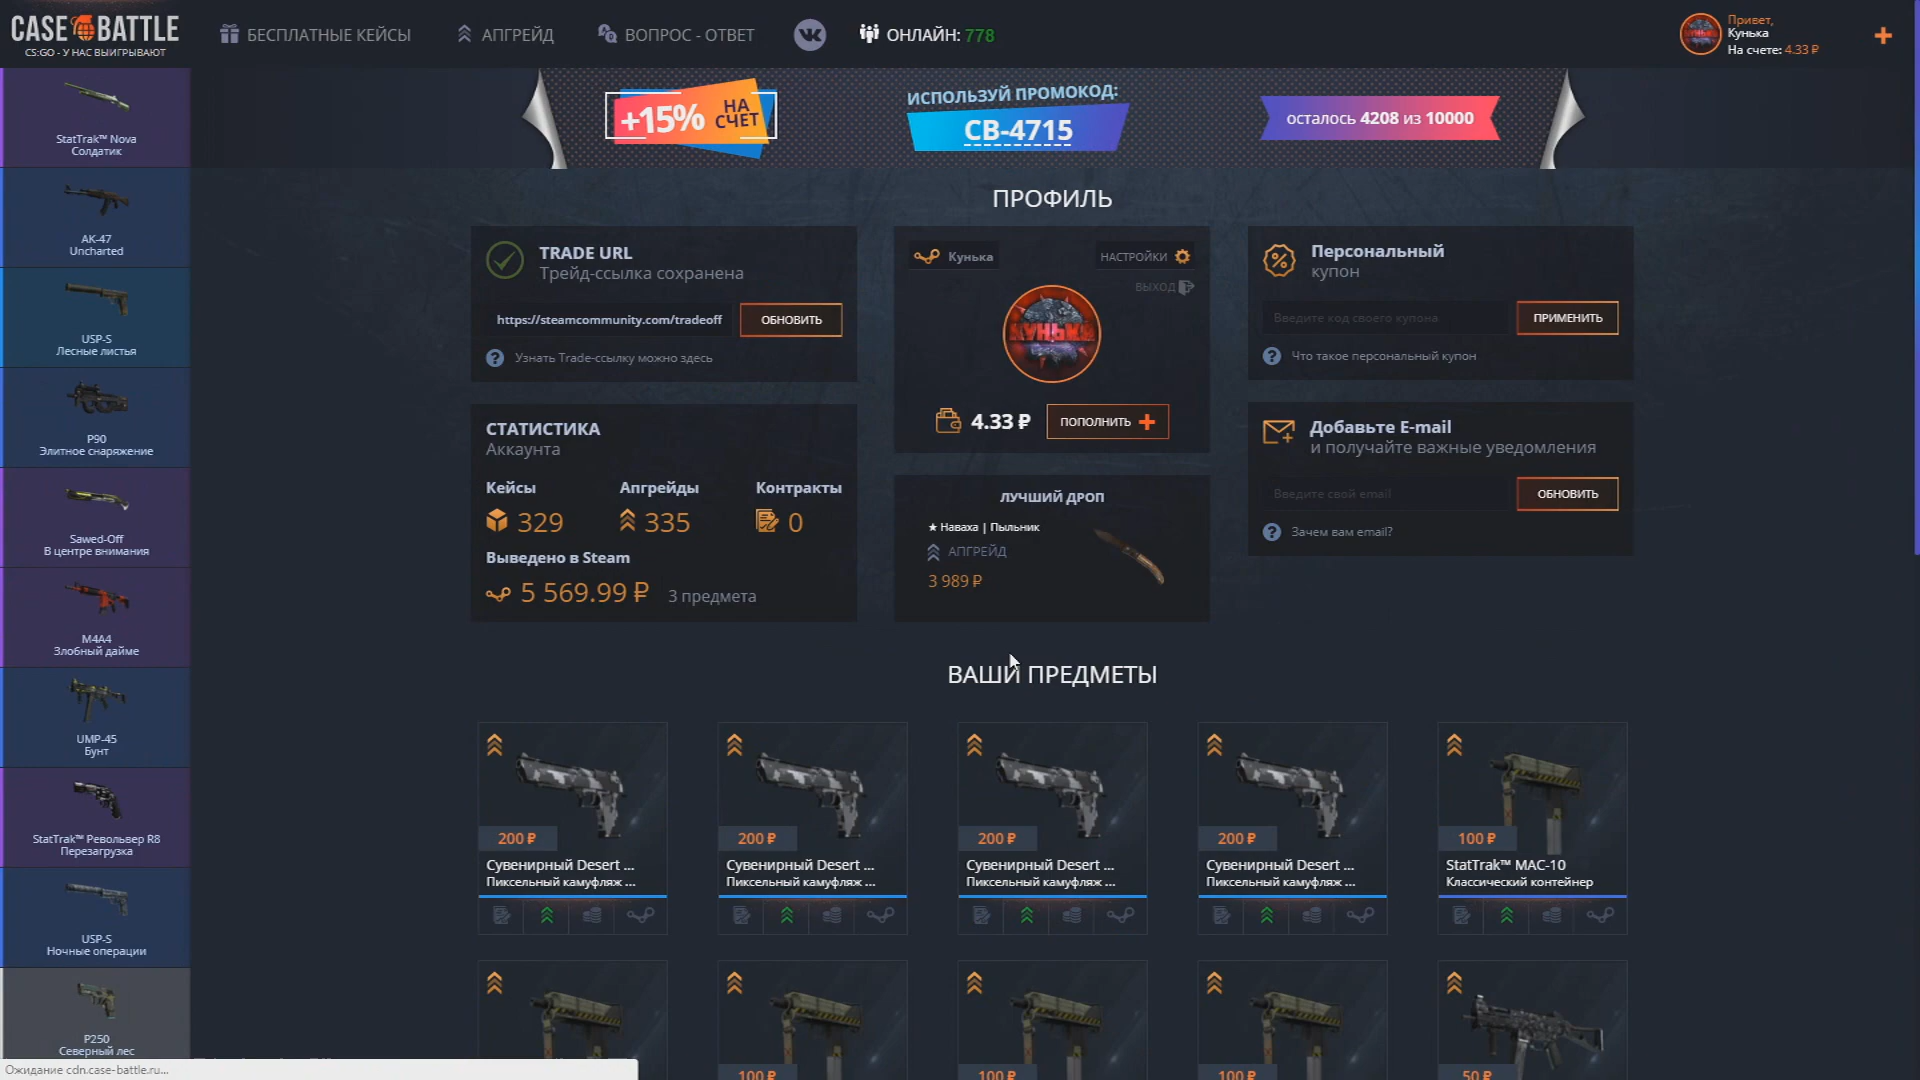 CASE BATTLE
CS:GO - У НАС ВЫИГРЫВАЮТ
БЕСПЛАТНЫЕ КЕЙСЫ
АПГРЕЙД
ВОПРОС - ОТВЕТ
ОНЛАЙН: 778
Привет,
Кунька
На счете: 4.33 ₽
+15% НА СЧЕТ
ИСПОЛЬЗУЙ ПРОМОКОД:
CB-4715
осталось 4208 из 10000
StatTrak™ Nova
Солдатик
AK-47
Uncharted
USP-S
Лесные листья
P90
Элитное снаряжение
Sawed-Off
В центре внимания
M4A4
Злобный дайме
UMP-45
Бунт
StatTrak™ Револьвер R8
Перезагрузка
USP-S
Ночные операции
P250
Северный лес
ПРОФИЛЬ
TRADE URL
Трейд-ссылка сохранена
https://steamcommunity.com/tradeoff
ОБНОВИТЬ
Узнать Trade-ссылку можно здесь
СТАТИСТИКА
Аккаунта
Кейсы
Апгрейды
Контракты
329
335
0
Выведено в Steam
5 569.99 ₽
3 предмета
Кунька
НАСТРОЙКИ
ВЫХОД
КУНЬКА
4.33 ₽
ПОПОЛНИТЬ
ЛУЧШИЙ ДРОП
★ Наваха | Пыльник
АПГРЕЙД
3 989 ₽
Персональный
купон
Введите код своего купона
ПРИМЕНИТЬ
Что такое персональный купон
Добавьте E-mail
и получайте важные уведомления
Введите свой email
ОБНОВИТЬ
Зачем вам email?
ВАШИ ПРЕДМЕТЫ
200 ₽
Сувенирный Desert ...
Пиксельный камуфляж ...
200 ₽
Сувенирный Desert ...
Пиксельный камуфляж ...
200 ₽
Сувенирный Desert ...
Пиксельный камуфляж ...
200 ₽
Сувенирный Desert ...
Пиксельный камуфляж ...
100 ₽
StatTrak™ MAC-10
Классический контейнер
100 ₽
100 ₽
100 ₽
50 ₽
Ожидание cdn.case-battle.ru...